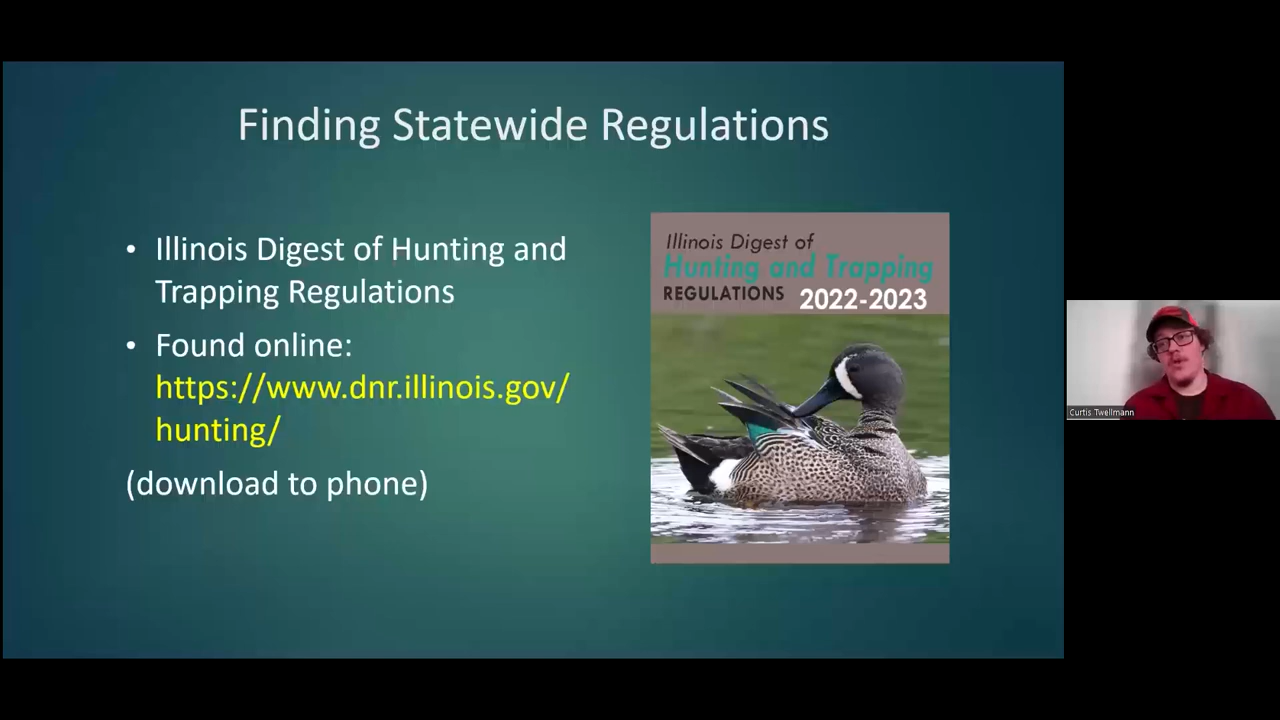 Finding Statewide Regulations
• Illinois Digest of Hunting and
Trapping Regulations
• Found online:
https://www.dnr.illinois.gov/
hunting/
(download to phone)
Illinois Digest of
Hunting and Trapping
REGULATIONS 2022-2023
Curtis Twellmann